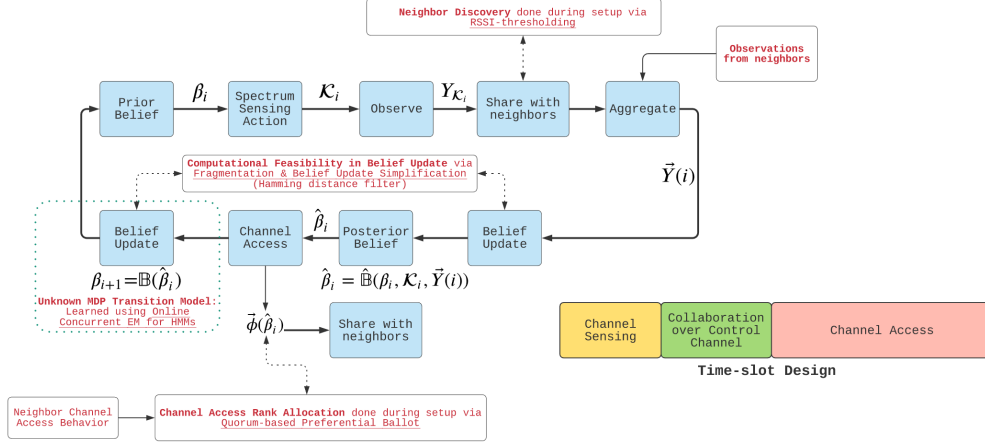 Neighbor Discovery done during setup via
RSSI-thresholding
Observations
from neighbors
Prior
Belief
βᵢ
Spectrum
Sensing
Action
𝒦ᵢ
Observe
Y_𝒦ᵢ
Share with
neighbors
Aggregate
Y⃗(i)
Computational Feasibility in Belief Update via
Fragmentation & Belief Update Simplification
(Hamming distance filter)
Belief
Update
Channel
Access
β̂ᵢ
Posterior
Belief
Belief
Update
βᵢ₊₁=𝔹(β̂ᵢ)
β̂ᵢ = 𝔹̂(βᵢ, 𝒦ᵢ, Y⃗(i))
Unknown MDP Transition Model:
Learned using Online
Concurrent EM for HMMs
ϕ⃗(β̂ᵢ)
Share with
neighbors
Channel
Sensing
Collaboration
over Control
Channel
Channel Access
Time-slot Design
Neighbor Channel
Access Behavior
Channel Access Rank Allocation done during setup via
Quorum-based Preferential Ballot